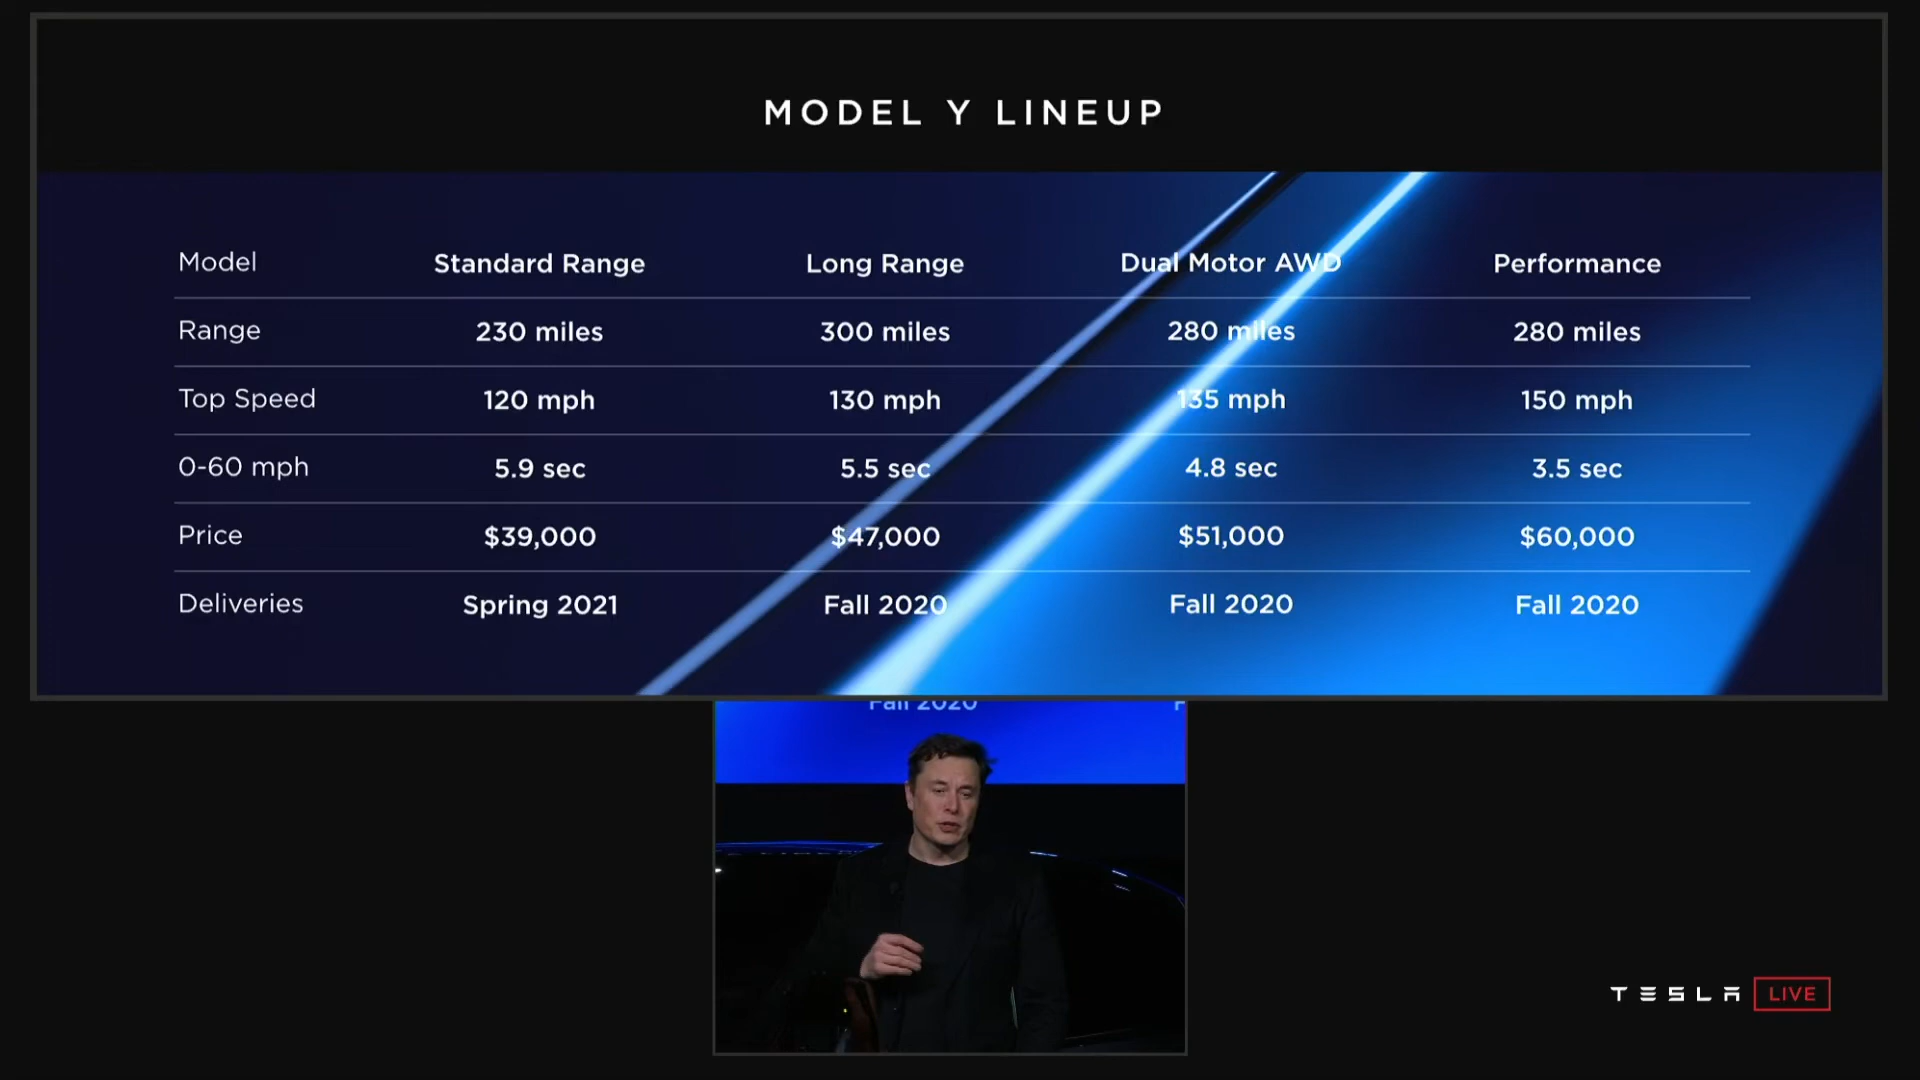 MODEL Y LINEUP
Model Standard Range Long Range Dual Motor AWD Performance
Range 230 miles 300 miles 280 miles 280 miles
Top Speed 120 mph 130 mph 135 mph 150 mph
0-60 mph 5.9 sec 5.5 sec 4.8 sec 3.5 sec
Price $39,000 $47,000 $51,000 $60,000
Deliveries Spring 2021 Fall 2020 Fall 2020 Fall 2020
Fall 2020 F
TESLA LIVE